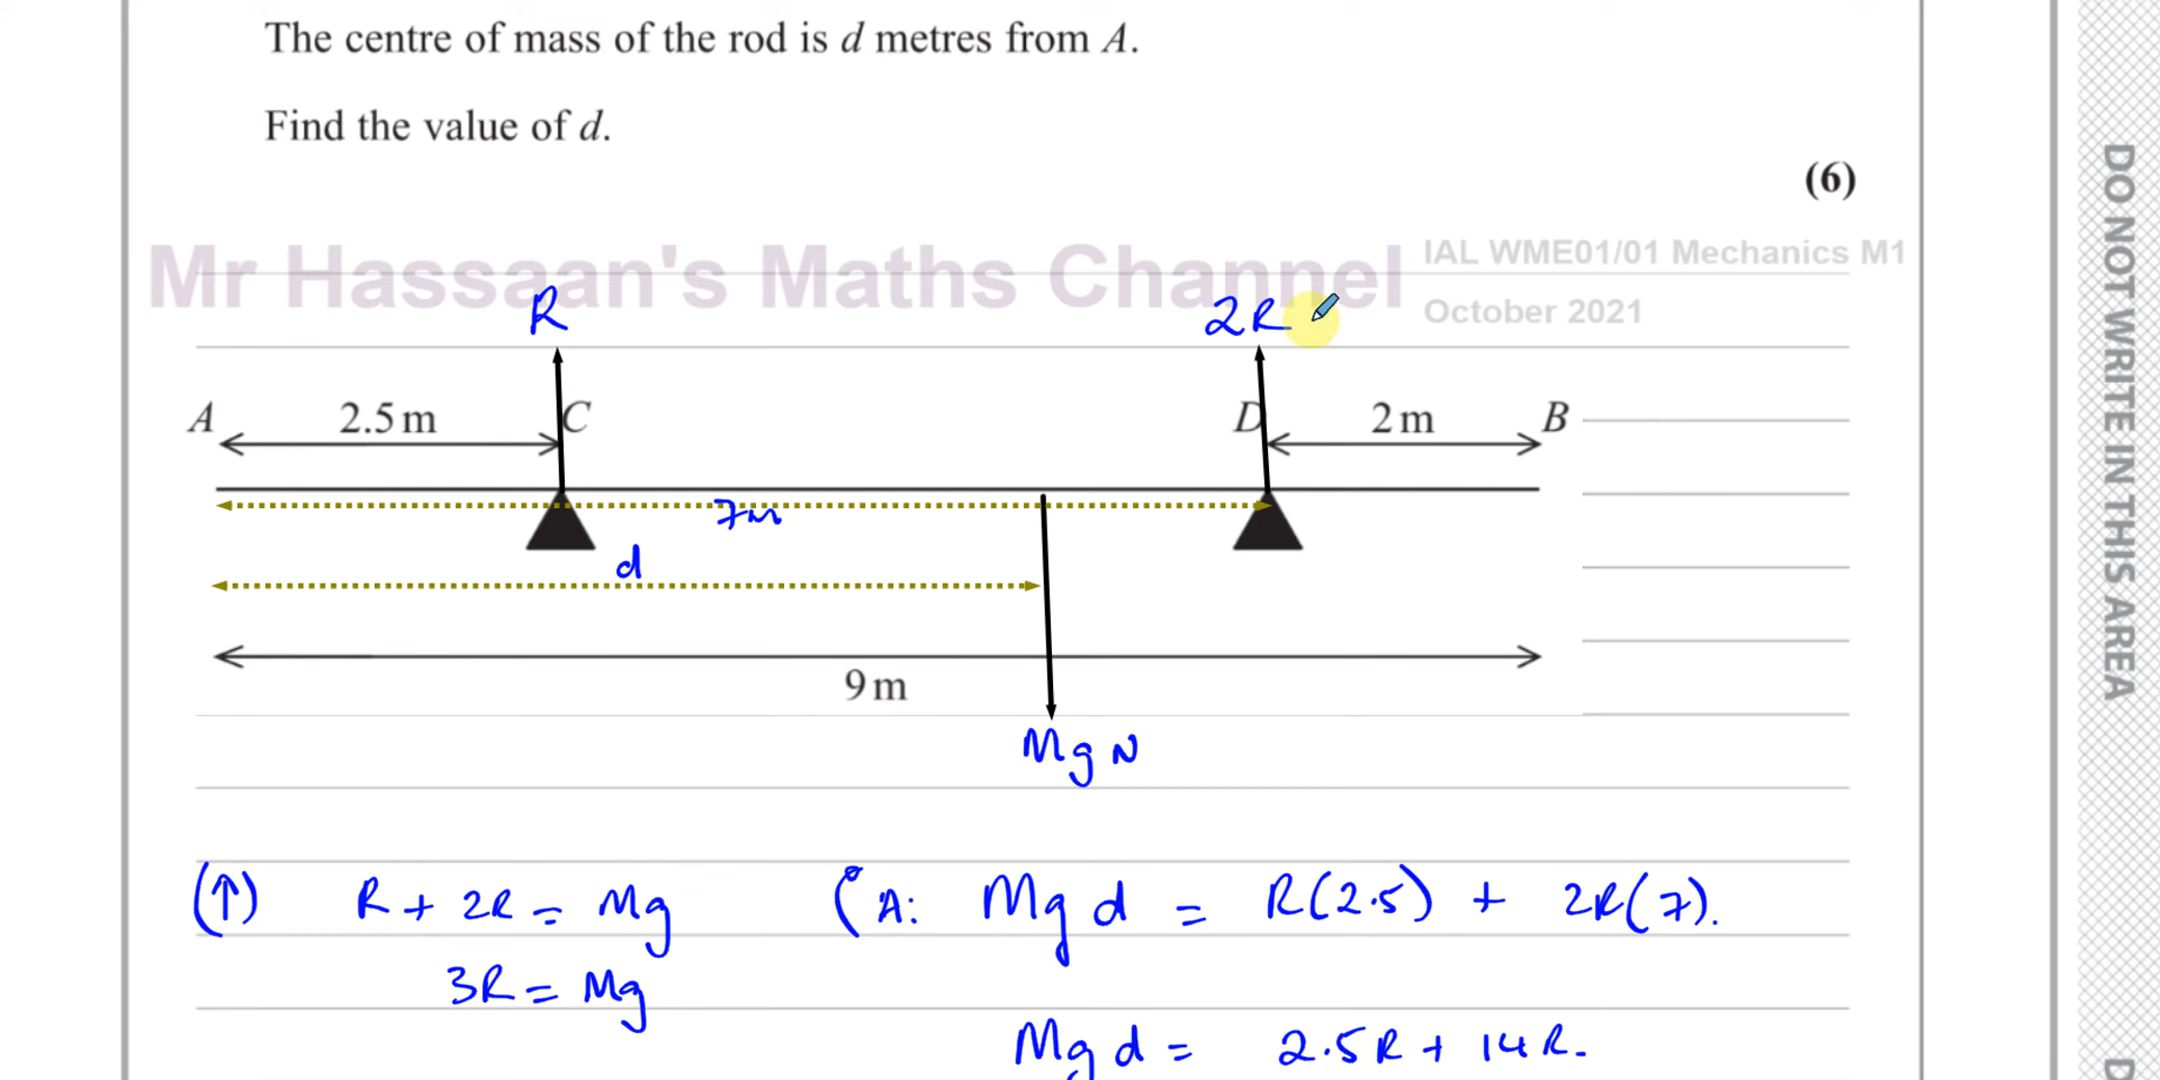 The centre of mass of the rod is d metres from A.
Find the value of d.
(6)
Mr Hassaan's Maths Channel
IAL WME01/01 Mechanics M1
October 2021
R
2R
A 2.5 m C D 2 m B
7m
d
9 m
Mg N
(↑) R + 2R = Mg
A: Mg d = R(2.5) + 2R(7).
3R = Mg
Mg d = 2.5R + 14R.
DO NOT WRITE IN THIS AREA
D